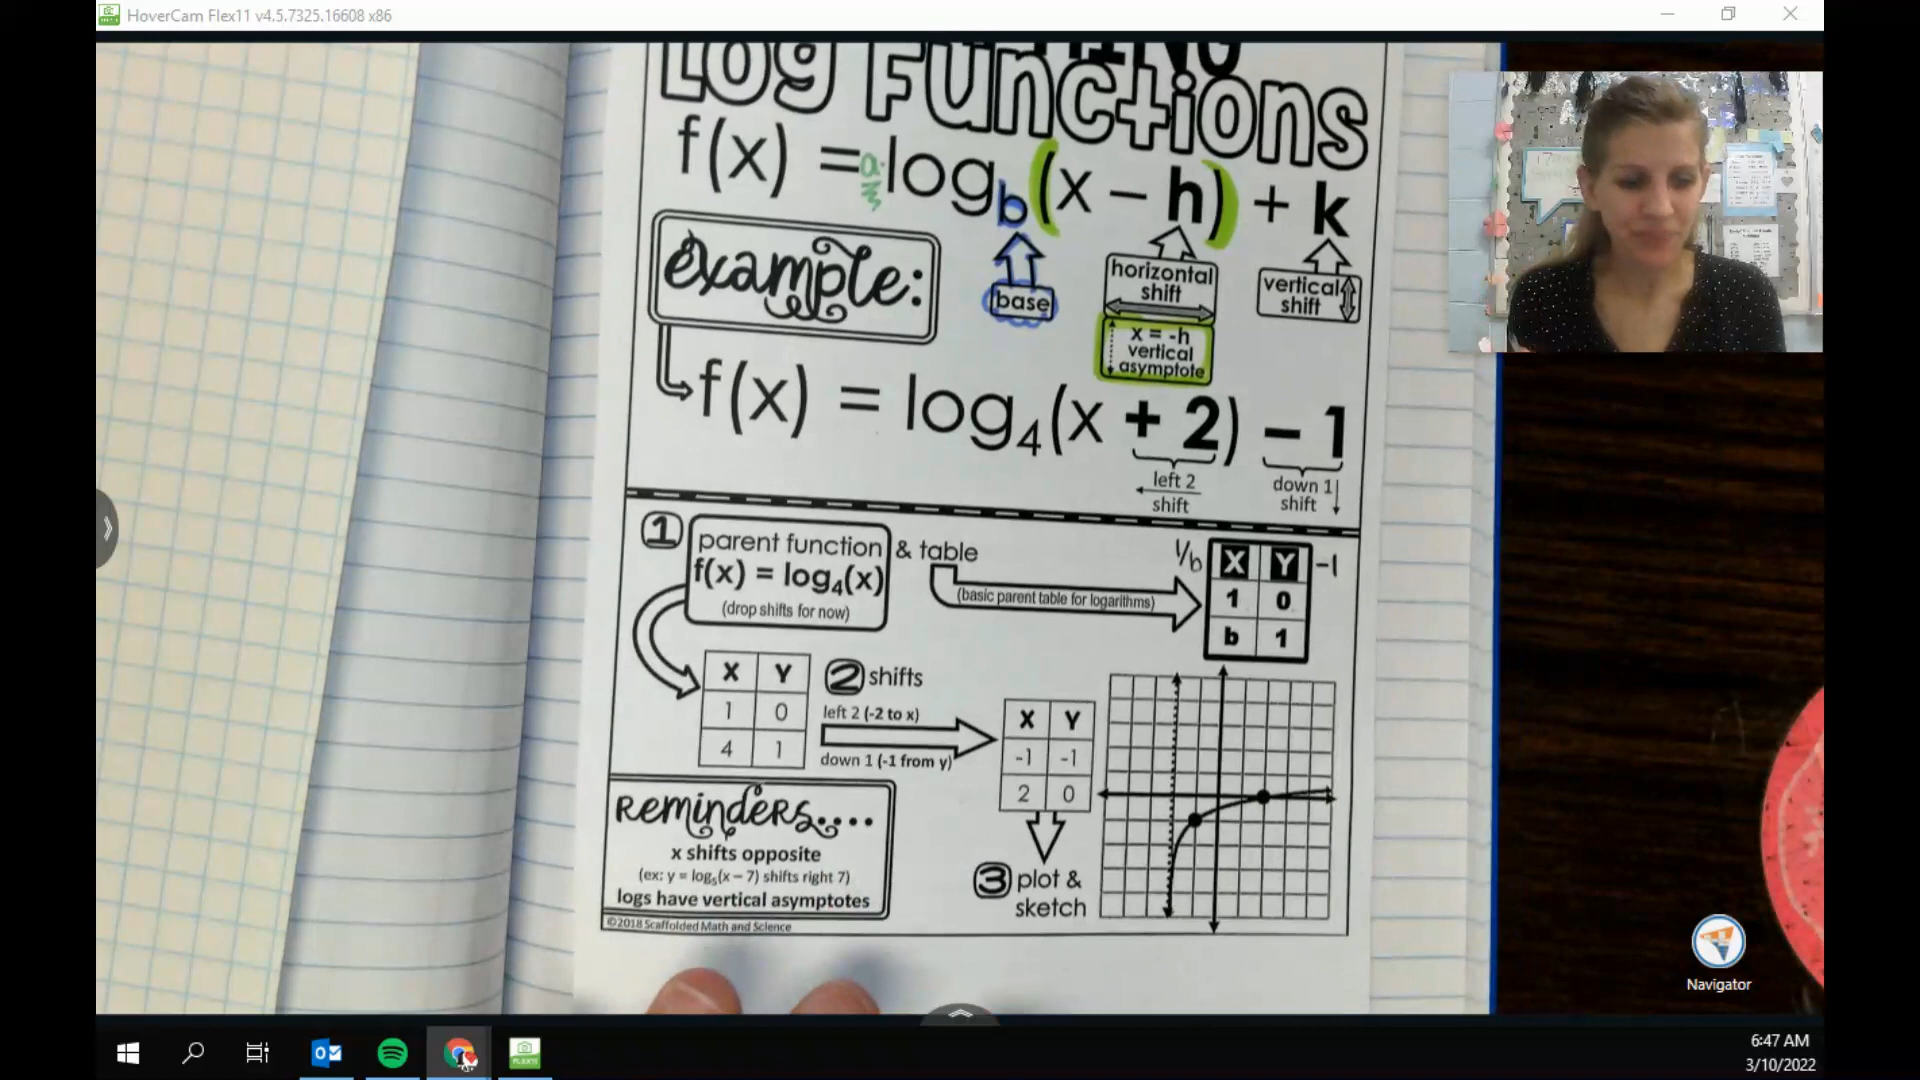 HoverCam Flex11 v4.5.7325.16608 x86
Log Functions
f(x) = a·log_b(x − h) + k
example:
base
horizontal
shift
vertical
shift
x = -h
vertical
asymptote
f(x) = log₄(x + 2) − 1
left 2
shift
down 1
shift
1 parent function & table
f(x) = log₄(x)
(drop shifts for now)
(basic parent table for logarithms)
1/b X Y -1
1 0
b 1
X Y
1 0
4 1
2 shifts
left 2 (-2 to x)
down 1 (-1 from y)
X Y
-1 -1
2 0
3 plot &
sketch
Reminders....
x shifts opposite
(ex: y = log₅(x – 7) shifts right 7)
logs have vertical asymptotes
©2018 Scaffolded Math and Science
Navigator
6:47 AM
3/10/2022